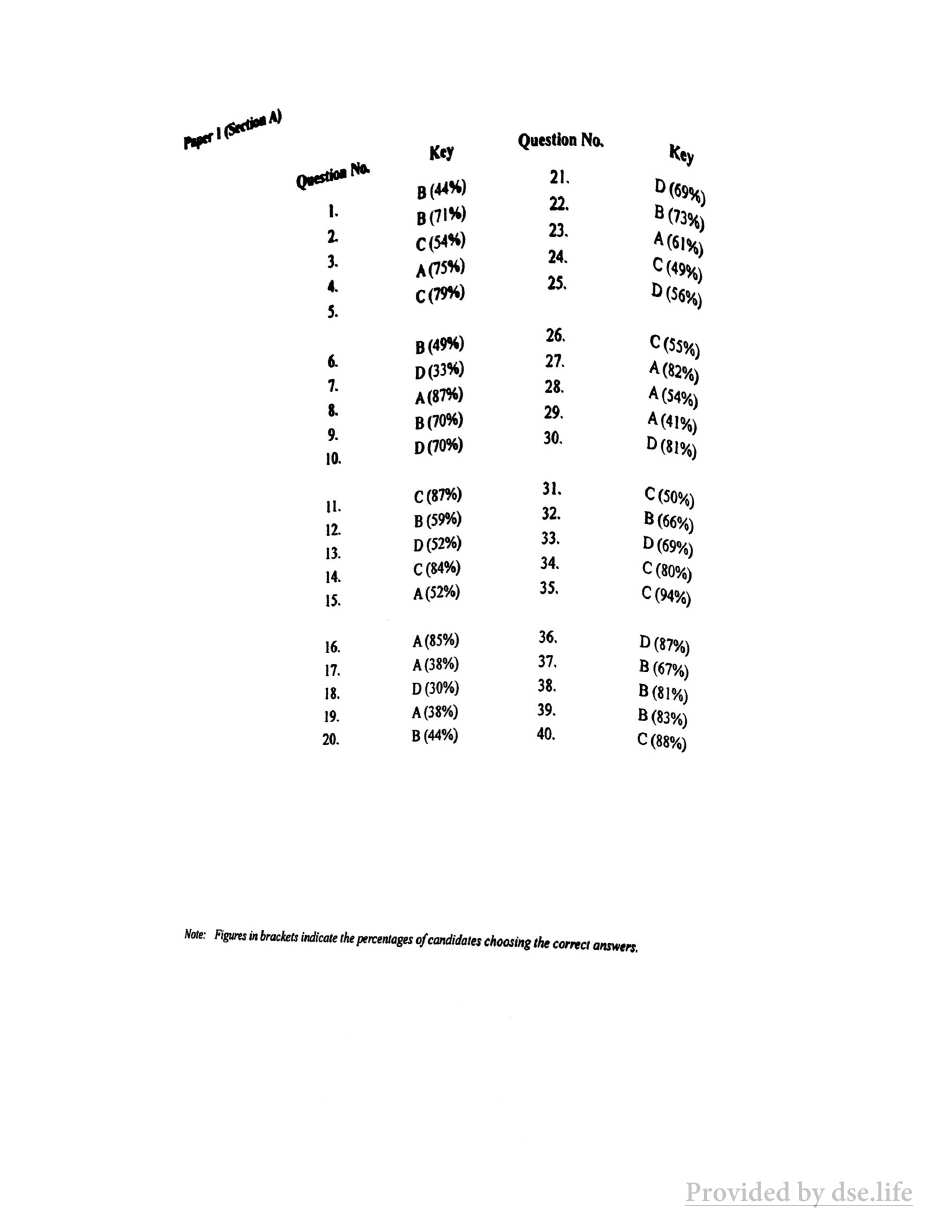 Paper 1 (Section A)
Question No. Key Question No. Key
1. B (44%) 21. D (69%)
2. B (71%) 22. B (73%)
3. C (54%) 23. A (61%)
4. A (75%) 24. C (49%)
5. C (79%) 25. D (56%)
6. B (49%) 26. C (55%)
7. D (33%) 27. A (82%)
8. A (87%) 28. A (54%)
9. B (70%) 29. A (41%)
10. D (70%) 30. D (81%)
11. C (87%) 31. C (50%)
12. B (59%) 32. B (66%)
13. D (52%) 33. D (69%)
14. C (84%) 34. C (80%)
15. A (52%) 35. C (94%)
16. A (85%) 36. D (87%)
17. A (38%) 37. B (67%)
18. D (30%) 38. B (81%)
19. A (38%) 39. B (83%)
20. B (44%) 40. C (88%)
Note: Figures in brackets indicate the percentages of candidates choosing the correct answers.
Provided by dse.life